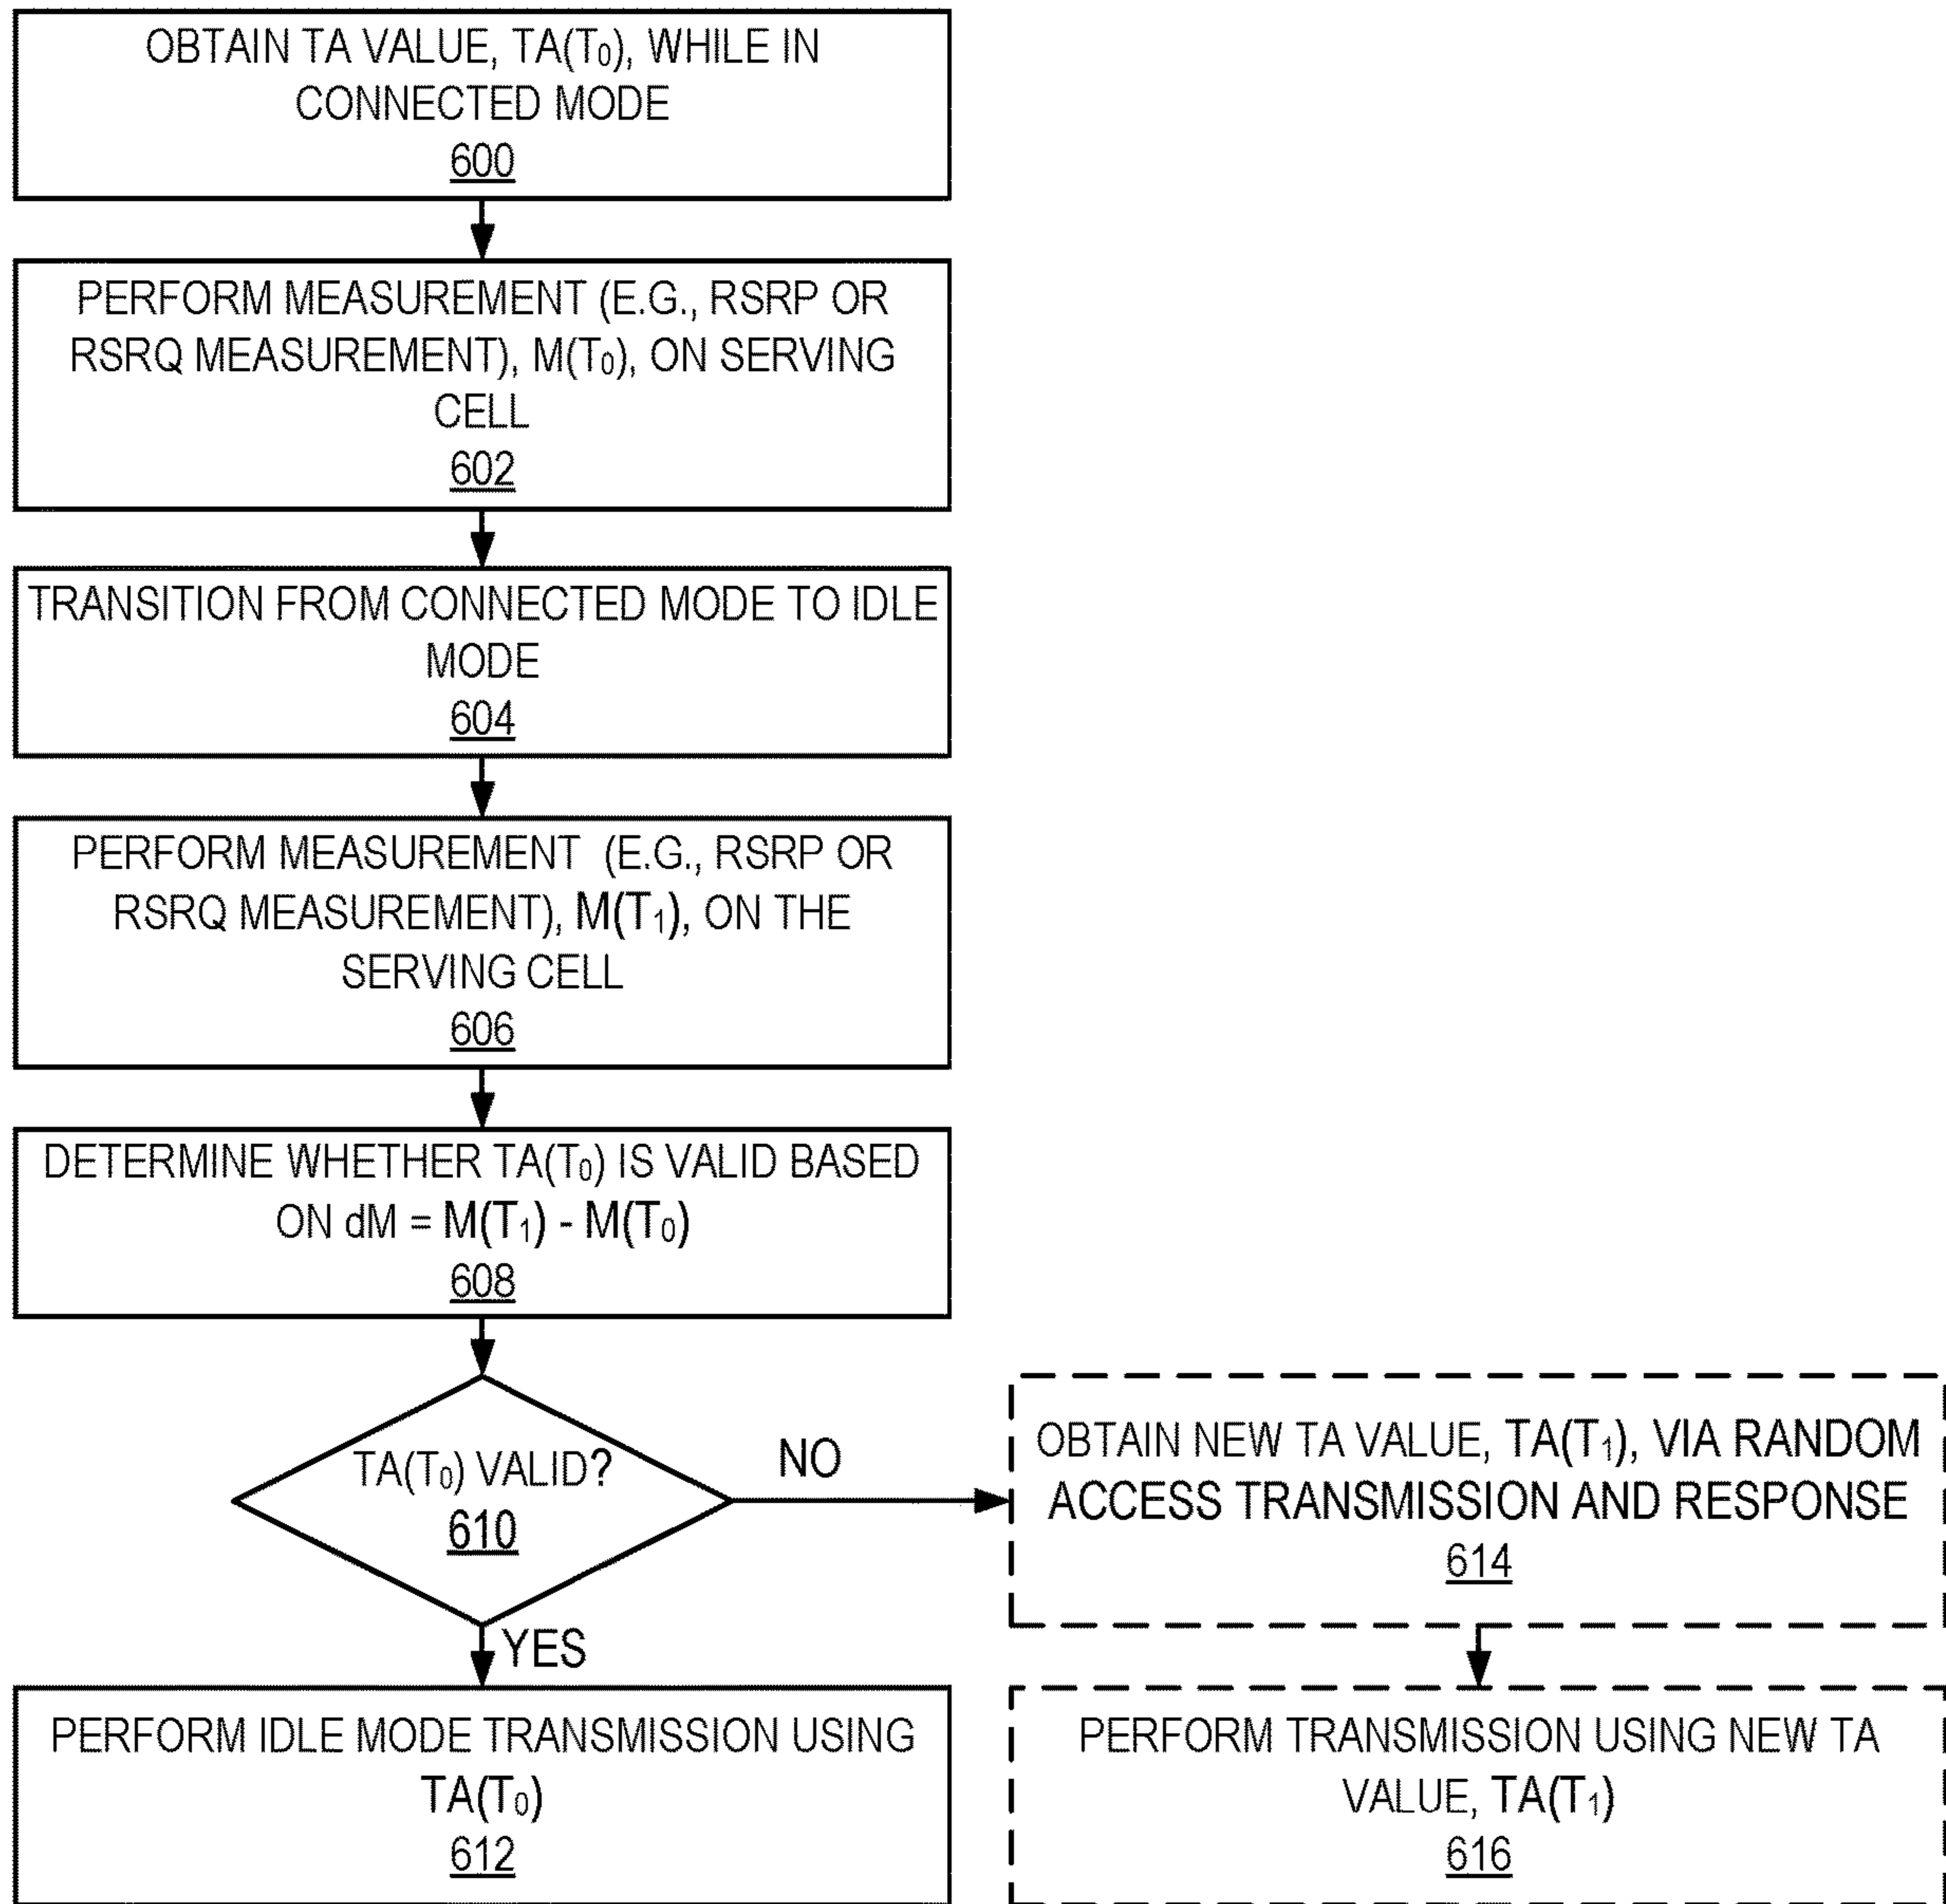 OBTAIN TA VALUE, TA(T₀), WHILE IN
CONNECTED MODE
600
PERFORM MEASUREMENT (E.G., RSRP OR
RSRQ MEASUREMENT), M(T₀), ON SERVING
CELL
602
TRANSITION FROM CONNECTED MODE TO IDLE
MODE
604
PERFORM MEASUREMENT (E.G., RSRP OR
RSRQ MEASUREMENT), M(T₁), ON THE
SERVING CELL
606
DETERMINE WHETHER TA(T₀) IS VALID BASED
ON dM = M(T₁) - M(T₀)
608
TA(T₀) VALID?
610
NO
OBTAIN NEW TA VALUE, TA(T₁), VIA RANDOM
ACCESS TRANSMISSION AND RESPONSE
614
YES
PERFORM IDLE MODE TRANSMISSION USING
TA(T₀)
612
PERFORM TRANSMISSION USING NEW TA
VALUE, TA(T₁)
616